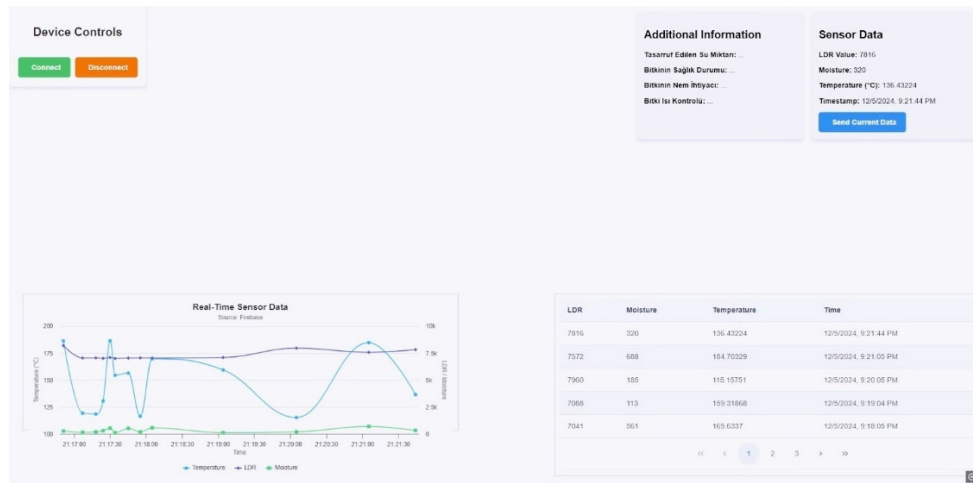 Device Controls
Connect
Disconnect
Additional Information
Tasarruf Edilen Su Miktarı: ...
Bitkinin Sağlık Durumu: ...
Bitkinin Nem İhtiyacı: ...
Bitki Isı Kontrolü: ...
Sensor Data
LDR Value: 7816
Moisture: 320
Temperature (°C): 136.43224
Timestamp: 12/5/2024, 9:21:44 PM
Send Current Data
Real-Time Sensor Data
Source: Firebase
Temperature (°C)
200
175
150
125
100
10k
7.5k
5k
2.5k
0
LDR / Moisture
21:17:00 21:17:30 21:18:00 21:18:30 21:19:00 21:19:30 21:20:00 21:20:30 21:21:00 21:21:30
Time
Temperature LDR Moisture
LDR Moisture Temperature Time
7816 320 136.43224 12/5/2024, 9:21:44 PM
7572 688 184.70329 12/5/2024, 9:21:05 PM
7960 185 115.15751 12/5/2024, 9:20:05 PM
7088 113 159.31868 12/5/2024, 9:19:04 PM
7041 561 169.6337 12/5/2024, 9:18:05 PM
« ‹ 1 2 3 › »